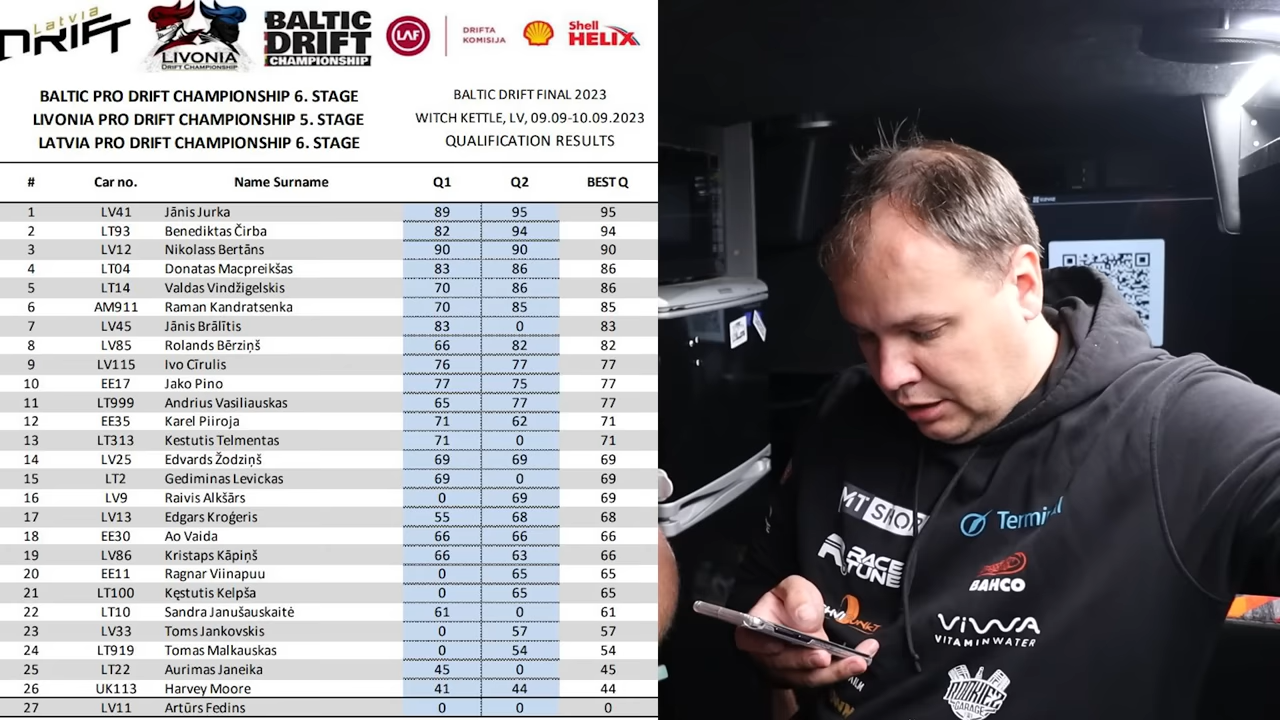 Latvia
DRIFT
LIVONIA
DRIFT CHAMPIONSHIP
BALTIC
DRIFT
CHAMPIONSHIP
LAF
DRIFTA
KOMISIJA
Shell
HELIX
BALTIC PRO DRIFT CHAMPIONSHIP 6. STAGE
LIVONIA PRO DRIFT CHAMPIONSHIP 5. STAGE
LATVIA PRO DRIFT CHAMPIONSHIP 6. STAGE
BALTIC DRIFT FINAL 2023
WITCH KETTLE, LV, 09.09-10.09.2023
QUALIFICATION RESULTS
# Car no. Name Surname Q1 Q2 BEST Q
1 LV41 Jānis Jurka 89 95 95
2 LT93 Benediktas Čirba 82 94 94
3 LV12 Nikolass Bertāns 90 90 90
4 LT04 Donatas Macpreikšas 83 86 86
5 LT14 Valdas Vindžigelskis 70 86 86
6 AM911 Raman Kandratsenka 70 85 85
7 LV45 Jānis Brālītis 83 0 83
8 LV85 Rolands Bērziņš 66 82 82
9 LV115 Ivo Cīrulis 76 77 77
10 EE17 Jako Pino 77 75 77
11 LT999 Andrius Vasiliauskas 65 77 77
12 EE35 Karel Piiroja 71 62 71
13 LT313 Kestutis Telmentas 71 0 71
14 LV25 Edvards Žodziņš 69 69 69
15 LT2 Gediminas Levickas 69 0 69
16 LV9 Raivis Alkšārs 0 69 69
17 LV13 Edgars Kroģeris 55 68 68
18 EE30 Ao Vaida 66 66 66
19 LV86 Kristaps Kāpiņš 66 63 66
20 EE11 Ragnar Viinapuu 0 65 65
21 LT100 Kęstutis Kelpša 0 65 65
22 LT10 Sandra Janušauskaitė 61 0 61
23 LV33 Toms Jankovskis 0 57 57
24 LT919 Tomas Malkauskas 0 54 54
25 LT22 Aurimas Janeika 45 0 45
26 UK113 Harvey Moore 41 44 44
27 LV11 Artūrs Fedins 0 0 0
MT SHOP
RACE
TUNE
BAHCO
VIWA
VITAMINWATER
ROOKIEZ
GARAGE